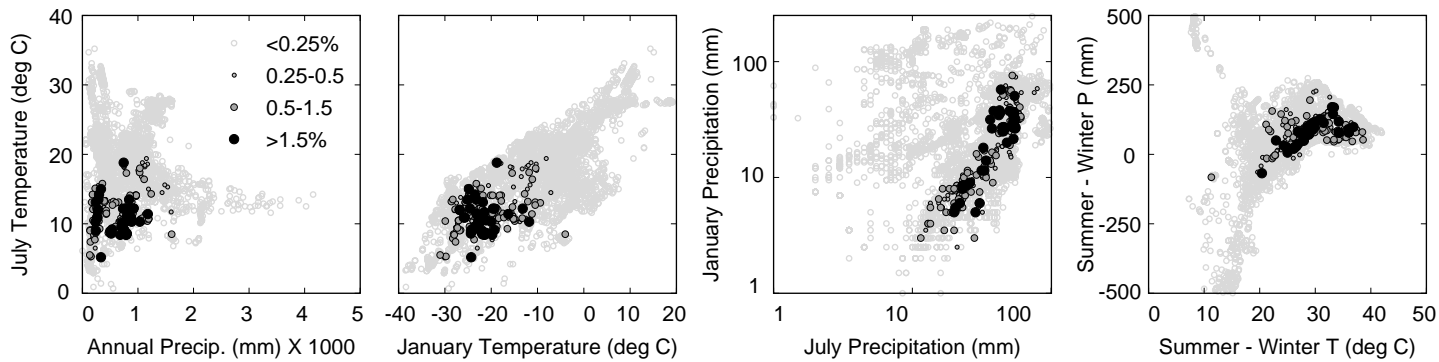 July Temperature (deg C)
40
30
20
10
0
<0.25%
0.25-0.5
0.5-1.5
>1.5%
0 1 2 3 4 5
Annual Precip. (mm) X 1000
-40 -30 -20 -10 0 10 20
January Temperature (deg C)
January Precipitation (mm)
100
10
1
10 100
July Precipitation (mm)
Summer - Winter P (mm)
500
250
0
-250
-500
0 10 20 30 40 50
Summer - Winter T (deg C)